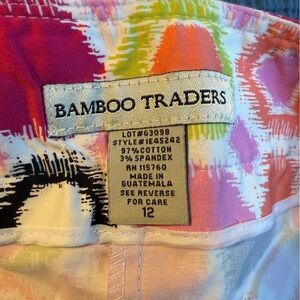 BAMBOO TRADERS
LOT#G3098
STYLE#1E45242
97%COTTON
3% SPANDEX
RN 115760
MADE IN
GUATEMALA
SEE REVERSE
FOR CARE
12